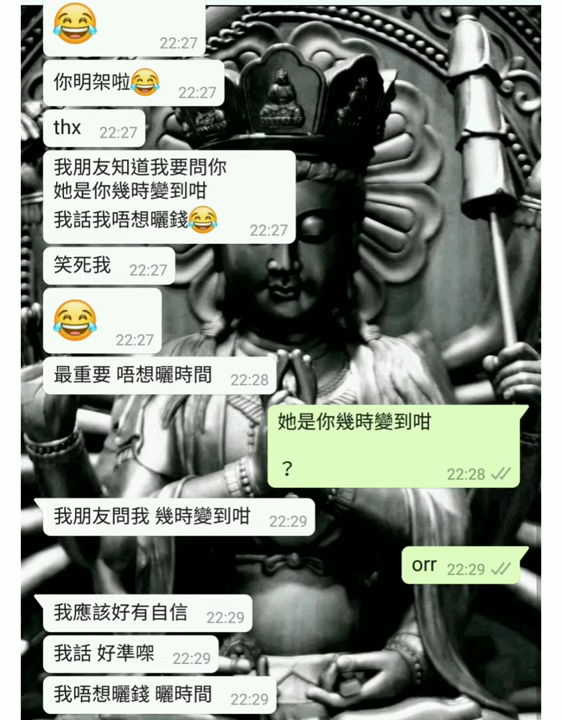 😂 22:27
你明架啦😂 22:27
thx 22:27
我朋友知道我要問你
她是你幾時變到咁
我話我唔想曬錢😂 22:27
笑死我 22:27
😂 22:27
最重要 唔想曬時間 22:28
她是你幾時變到咁
？ 22:28
我朋友問我 幾時變到咁 22:29
orr 22:29
我應該好有自信 22:29
我話 好準㗎 22:29
我唔想曬錢 曬時間 22:29